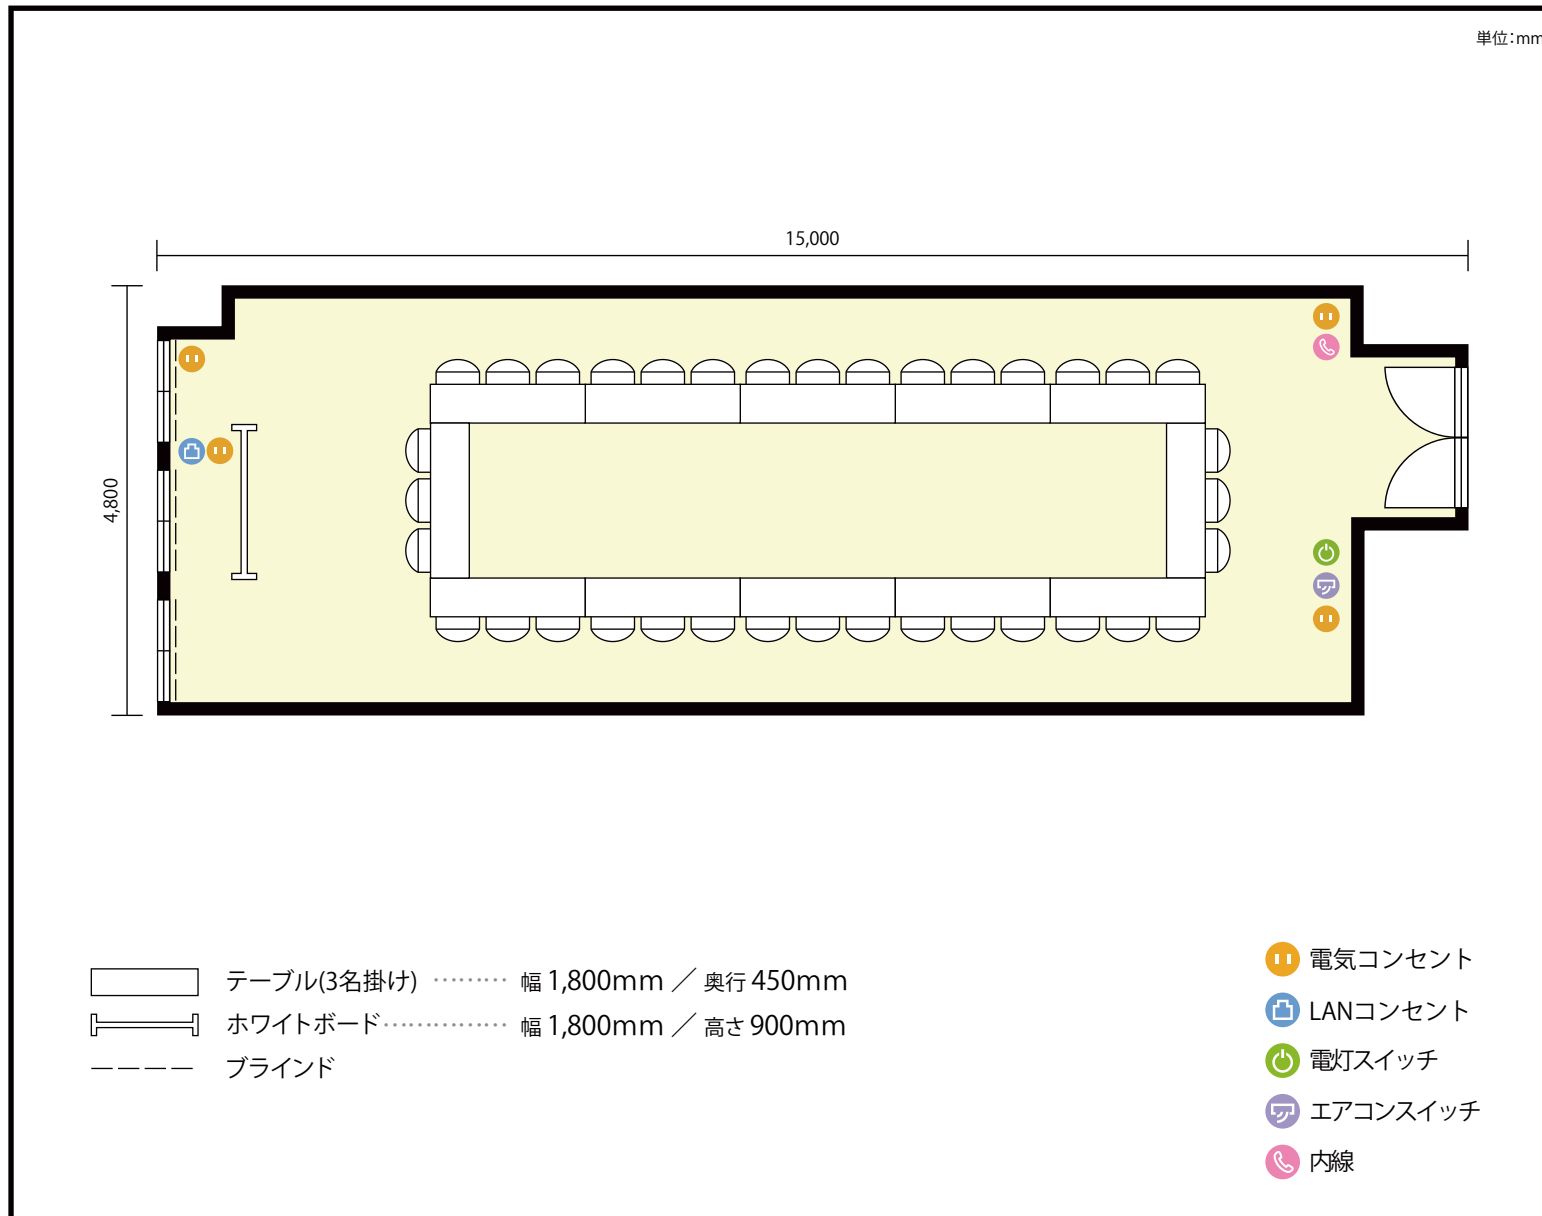 単位:mm
15,000
4,800
テーブル(3名掛け) ········· 幅 1,800mm ／ 奥行 450mm
ホワイトボード··············· 幅 1,800mm ／ 高さ 900mm
ブラインド
電気コンセント
LANコンセント
電灯スイッチ
エアコンスイッチ
内線